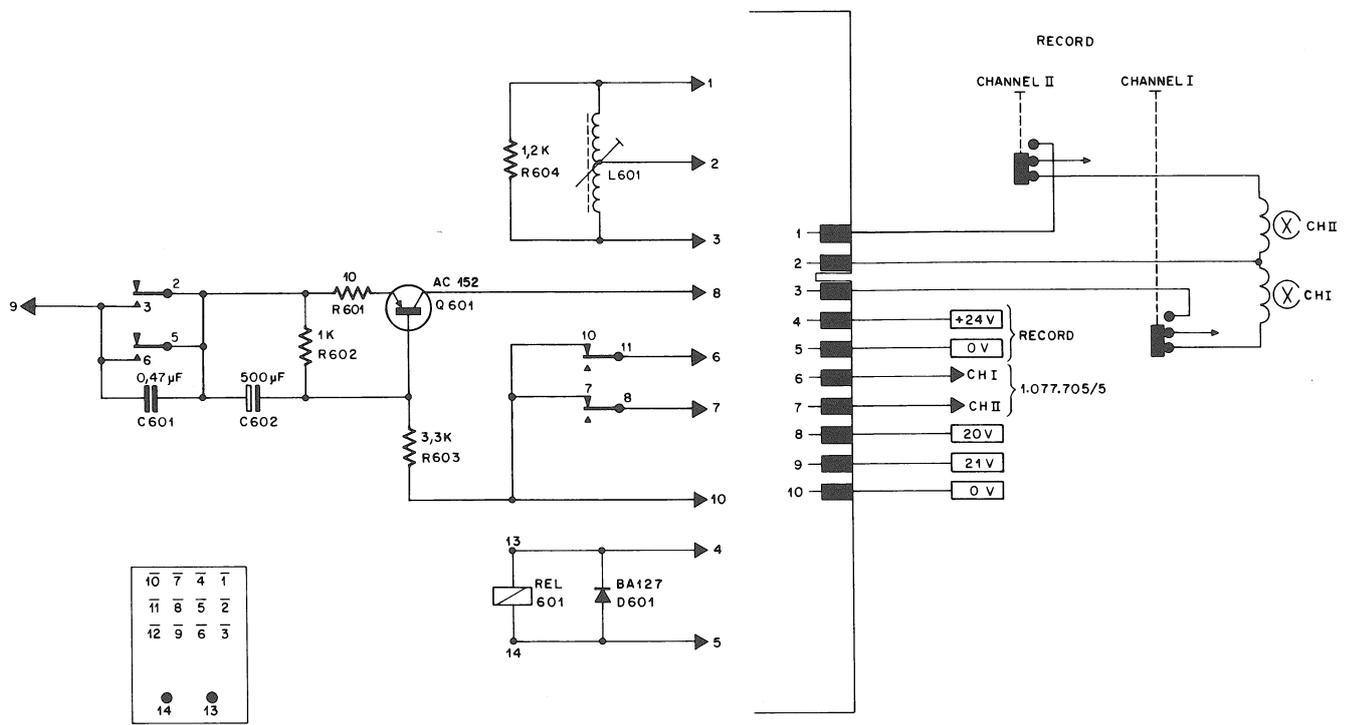 RECORD
CHANNEL II
CHANNEL I
1
1,2K
R604
L601
2
3
1
2
3
4
5
6
7
8
9
10
CH II
CH I
+24V
0V
RECORD
CH I
CH II
1.077.705/5
20V
21V
0V
9
2
3
5
6
0,47µF
C601
500µF
C602
10
R601
1K
R602
AC 152
Q601
8
3,3K
R603
10
11
6
7
8
7
10
13
4
REL
601
BA127
D601
14
5
10 7 4 1
11 8 5 2
12 9 6 3
14 13